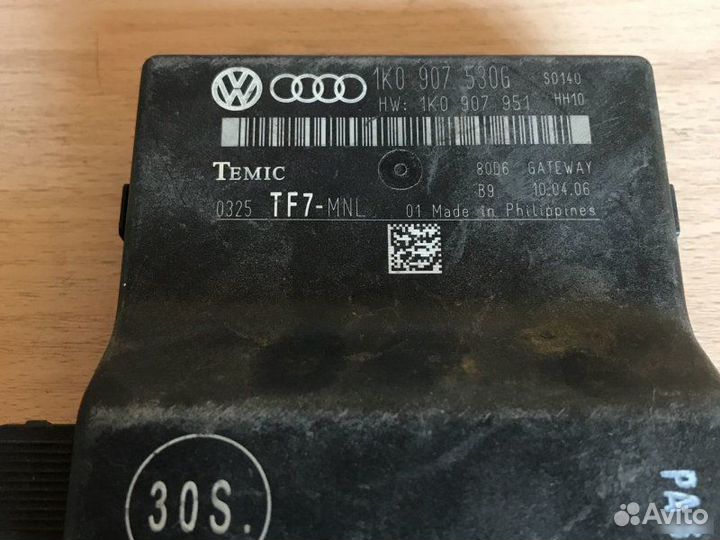 1K0 907 530G S0140
HW: 1K0 907 951 HH10
TEMIC 80D6 GATEWAY
B9 10.04.06
0325 TF7-MNL 01 Made in Philippines
30S.
Avito